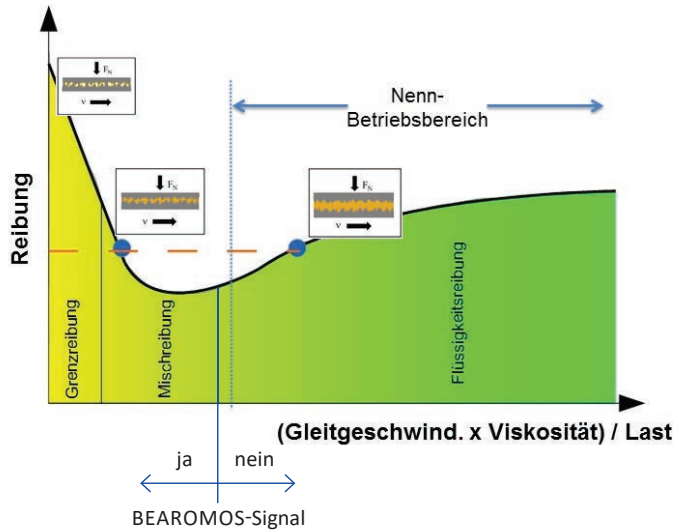 Reibung
F_N
v
F_N
v
F_N
v
Nenn-
Betriebsbereich
Grenzreibung
Mischreibung
Flüssigkeitsreibung
(Gleitgeschwind. x Viskosität) / Last
ja
nein
BEAROMOS-Signal